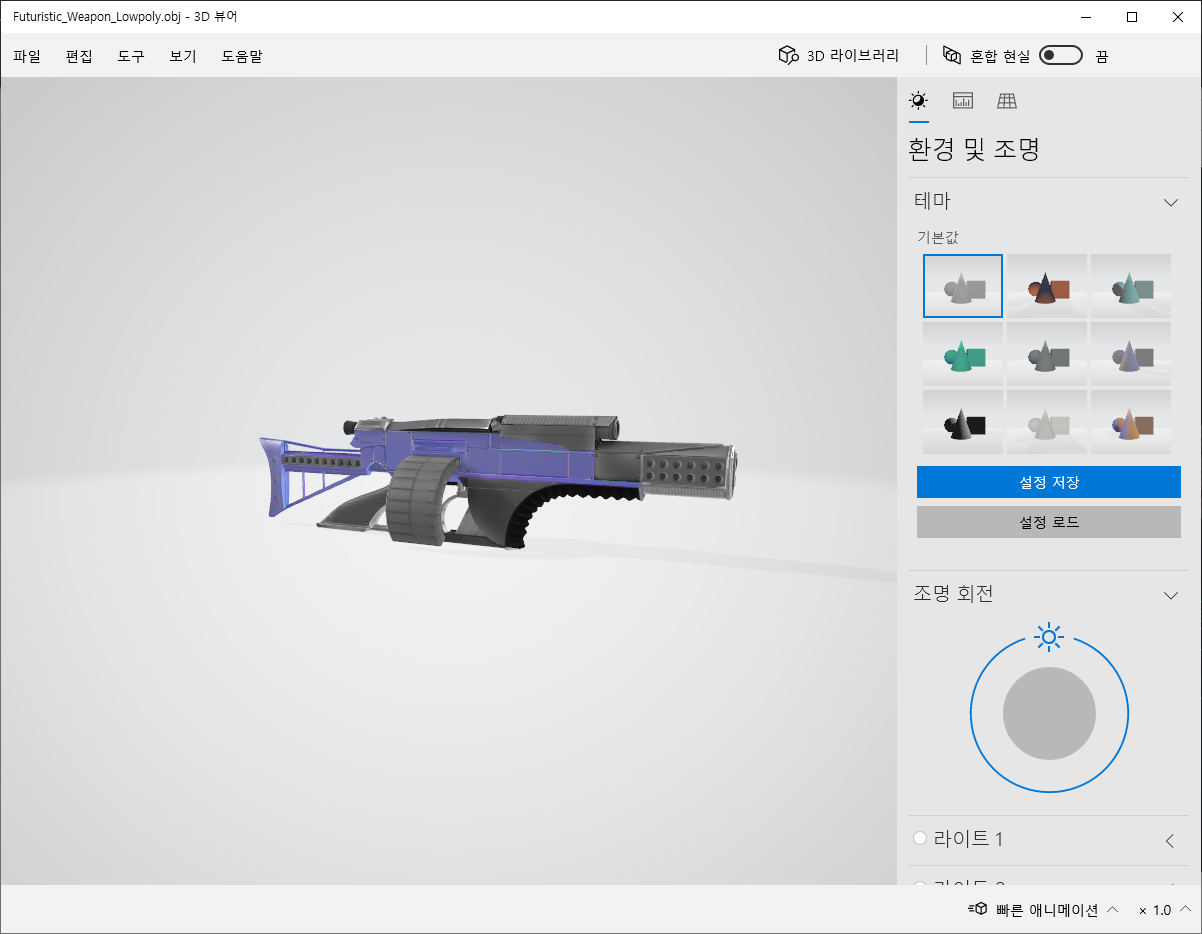 Futuristic_Weapon_Lowpoly.obj - 3D 뷰어
파일 편집 도구 보기 도움말 3D 라이브러리 혼합 현실 끔
환경 및 조명
테마
기본값
설정 저장
설정 로드
조명 회전
라이트 1
빠른 애니메이션 × 1.0